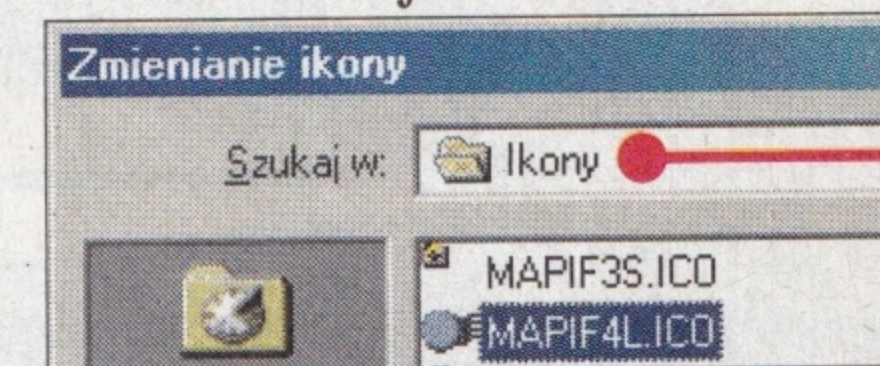 Zmienianie ikony
Szukaj w: Ikony
MAPIF3S.ICO
MAPIF4L.ICO